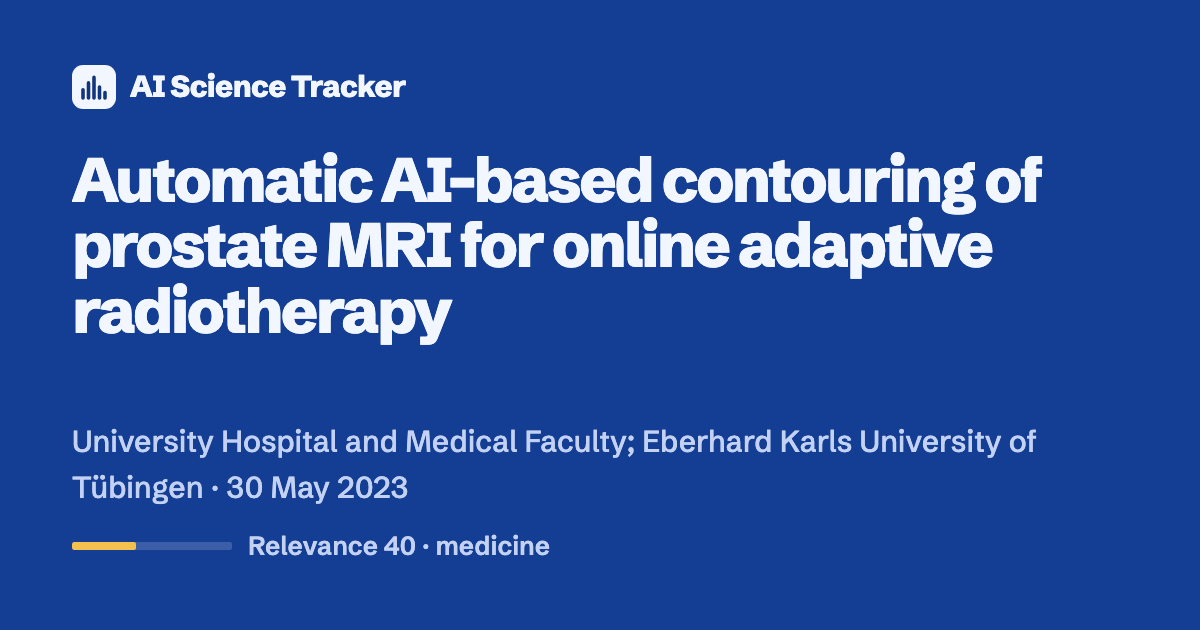 AI Science Tracker
Automatic AI-based contouring of
prostate MRI for online adaptive
radiotherapy
University Hospital and Medical Faculty; Eberhard Karls University of
Tübingen · 30 May 2023
Relevance 40 · medicine